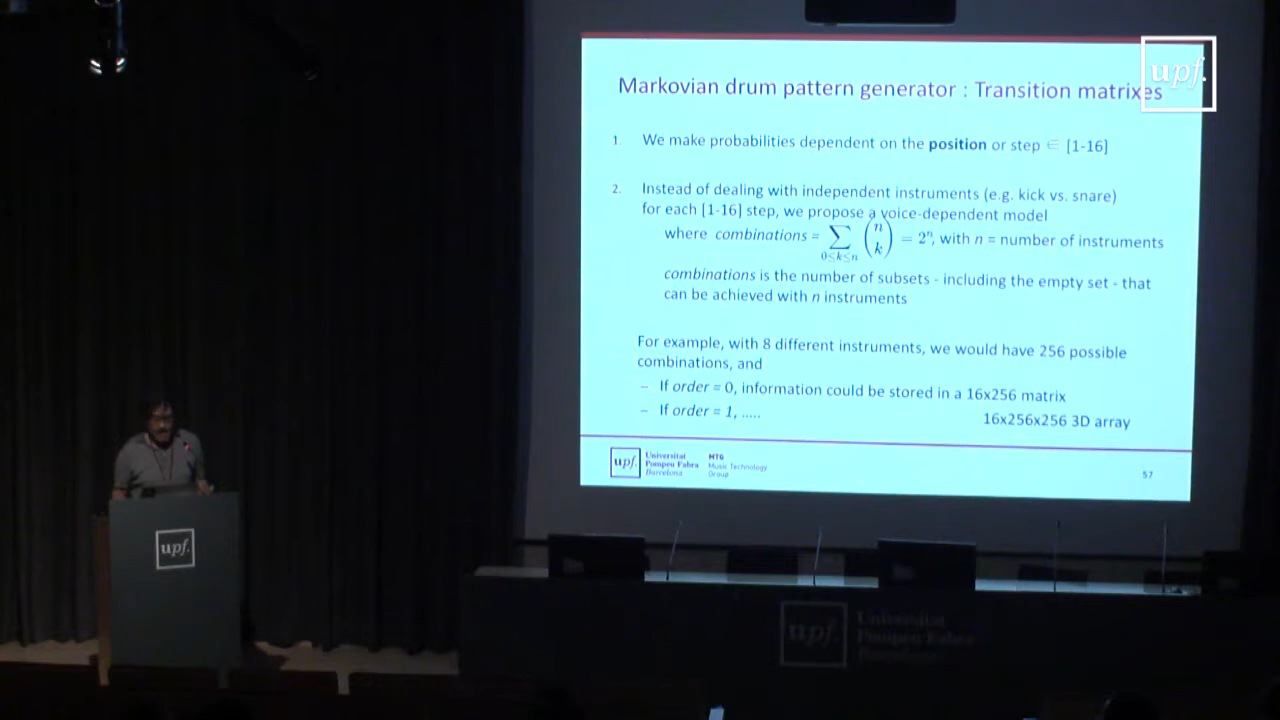 upf.
Markovian drum pattern generator : Transition matrixes
1. We make probabilities dependent on the position or step ∈ [1-16]
2. Instead of dealing with independent instruments (e.g. kick vs. snare)
for each [1-16] step, we propose a voice-dependent model
where combinations = ∑ 0≤k≤n (n k) = 2ⁿ, with n = number of instruments
combinations is the number of subsets - including the empty set - that
can be achieved with n instruments
For example, with 8 different instruments, we would have 256 possible
combinations, and
– If order = 0, information could be stored in a 16x256 matrix
– If order = 1, .....
16x256x256 3D array
upf.
Universitat
Pompeu Fabra
Barcelona
MTG
Music Technology
Group
57
upf.
upf.
Universitat
Pompeu Fabra
Barcelona